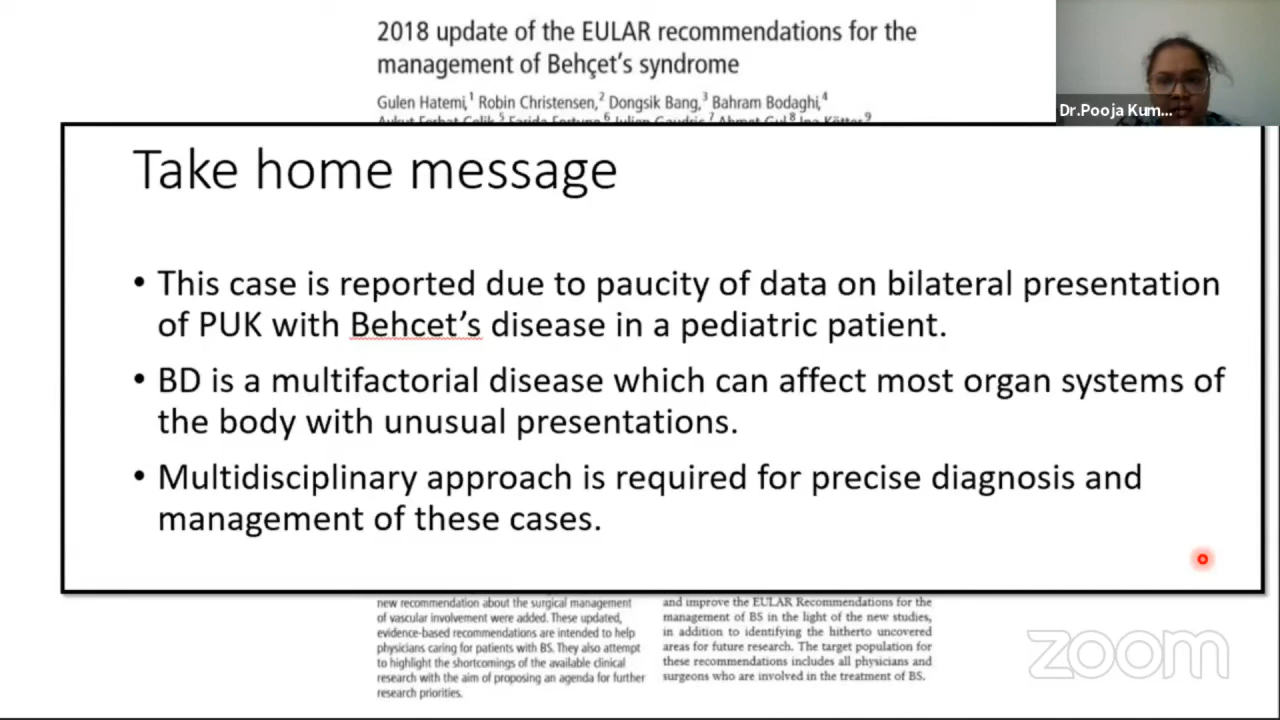 2018 update of the EULAR recommendations for the
management of Behçet's syndrome
Gulen Hatemi,1 Robin Christensen,2 Dongsik Bang,3 Bahram Bodaghi,4
Dr.Pooja Kum...
Take home message
• This case is reported due to paucity of data on bilateral presentation
of PUK with Behcet's disease in a pediatric patient.
• BD is a multifactorial disease which can affect most organ systems of
the body with unusual presentations.
• Multidisciplinary approach is required for precise diagnosis and
management of these cases.
new recommendation about the surgical management
of vascular involvement were added. These updated,
evidence-based recommendations are intended to help
physicians caring for patients with BS. They also attempt
to highlight the shortcomings of the available clinical
research with the aim of proposing an agenda for further
research priorities.
and improve the EULAR Recommendations for the
management of BS in the light of the new studies,
in addition to identifying the hitherto uncovered
areas for future research. The target population for
these recommendations includes all physicians and
surgeons who are involved in the treatment of BS.
zoom